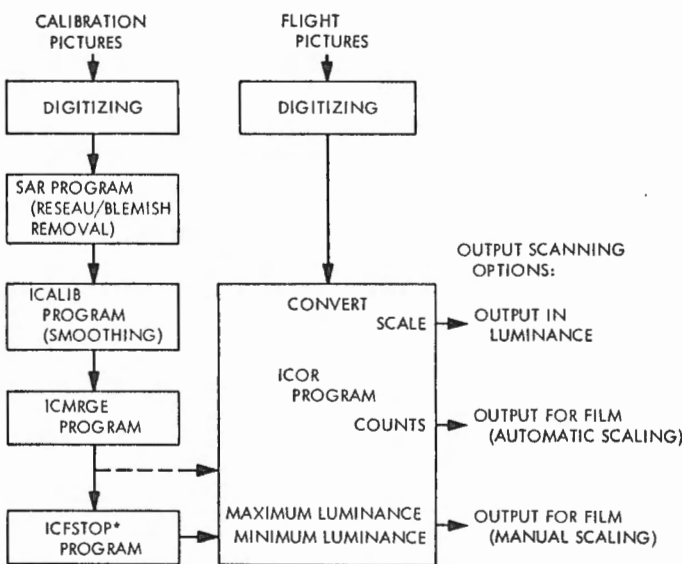 CALIBRATION
PICTURES
DIGITIZING
SAR PROGRAM
(RESEAU/BLEMISH
REMOVAL)
ICALIB
PROGRAM
(SMOOTHING)
ICMRGE
PROGRAM
ICFSTOP*
PROGRAM
FLIGHT
PICTURES
DIGITIZING
CONVERT
SCALE
ICOR
PROGRAM
COUNTS
MAXIMUM LUMINANCE
MINIMUM LUMINANCE
OUTPUT SCANNING
OPTIONS:
OUTPUT IN
LUMINANCE
OUTPUT FOR FILM
(AUTOMATIC SCALING)
OUTPUT FOR FILM
(MANUAL SCALING)